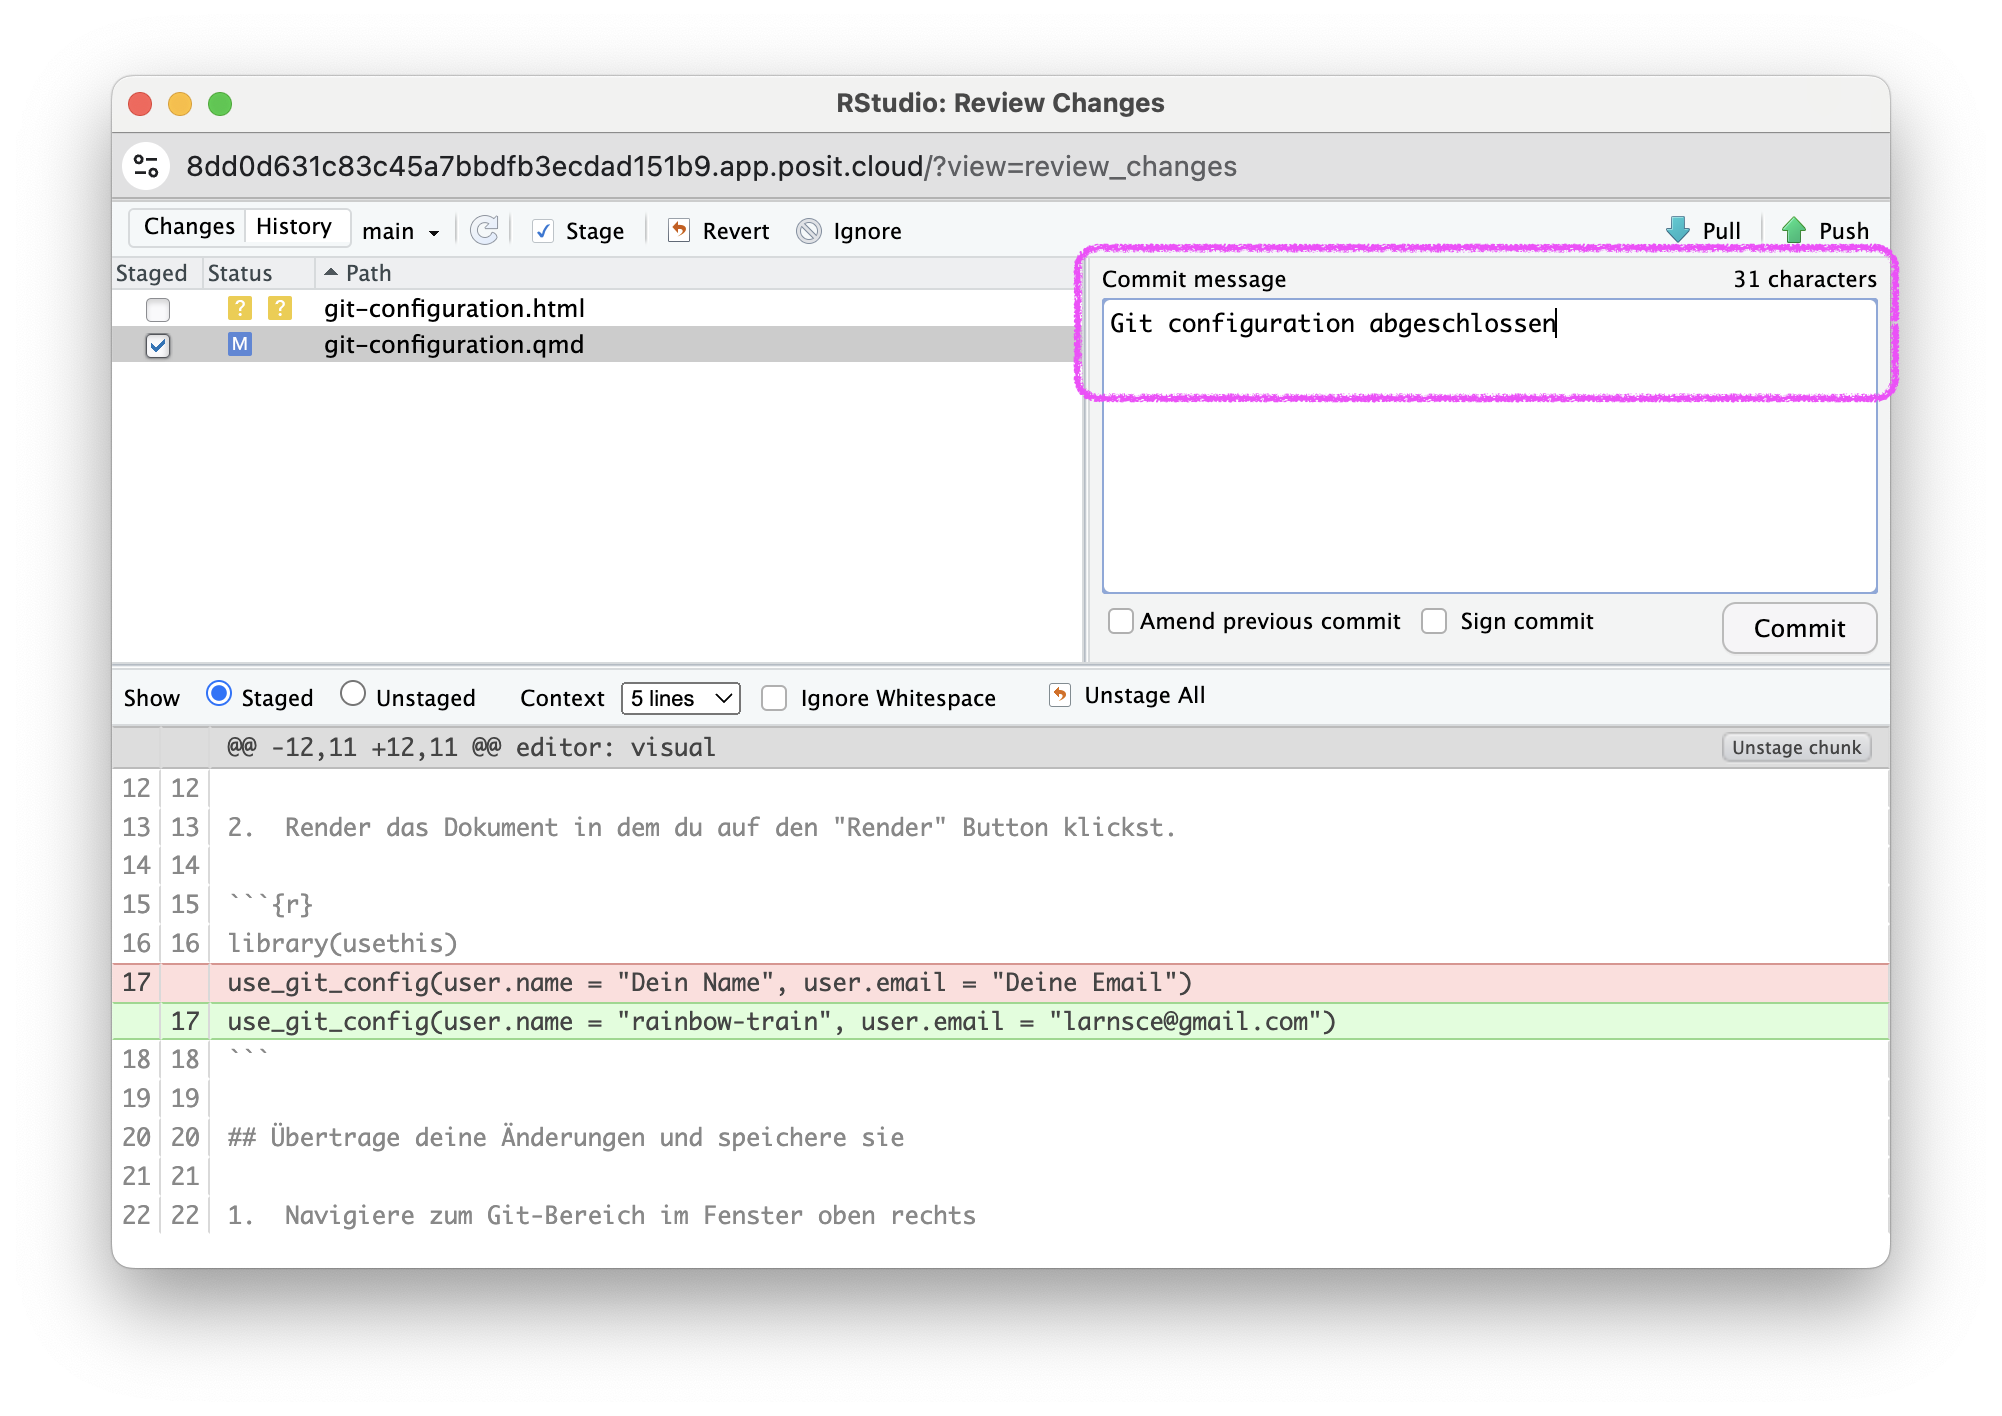 RStudio: Review Changes
8dd0d631c83c45a7bbdfb3ecdad151b9.app.posit.cloud/?view=review_changes
Changes History main Stage Revert Ignore Pull Push
Staged Status Path
? ? git-configuration.html
M git-configuration.qmd
Commit message 31 characters
Git configuration abgeschlossen
Amend previous commit Sign commit Commit
Show Staged Unstaged Context 5 lines Ignore Whitespace Unstage All
@@ -12,11 +12,11 @@ editor: visual Unstage chunk
12 12
13 13 2. Render das Dokument in dem du auf den "Render" Button klickst.
14 14
15 15 ```{r}
16 16 library(usethis)
17 use_git_config(user.name = "Dein Name", user.email = "Deine Email")
17 use_git_config(user.name = "rainbow-train", user.email = "larnsce@gmail.com")
18 18 ```
19 19
20 20 ## Übertrage deine Änderungen und speichere sie
21 21
22 22 1. Navigiere zum Git-Bereich im Fenster oben rechts